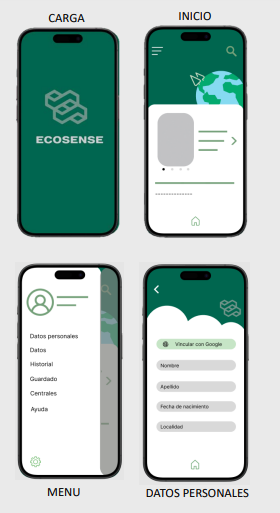 CARGA
INICIO
ECOSENSE
Datos personales
Datos
Historial
Guardado
Centrales
Ayuda
Vincular con Google
Nombre
Apellido
Fecha de nacimiento
Localidad
MENU
DATOS PERSONALES